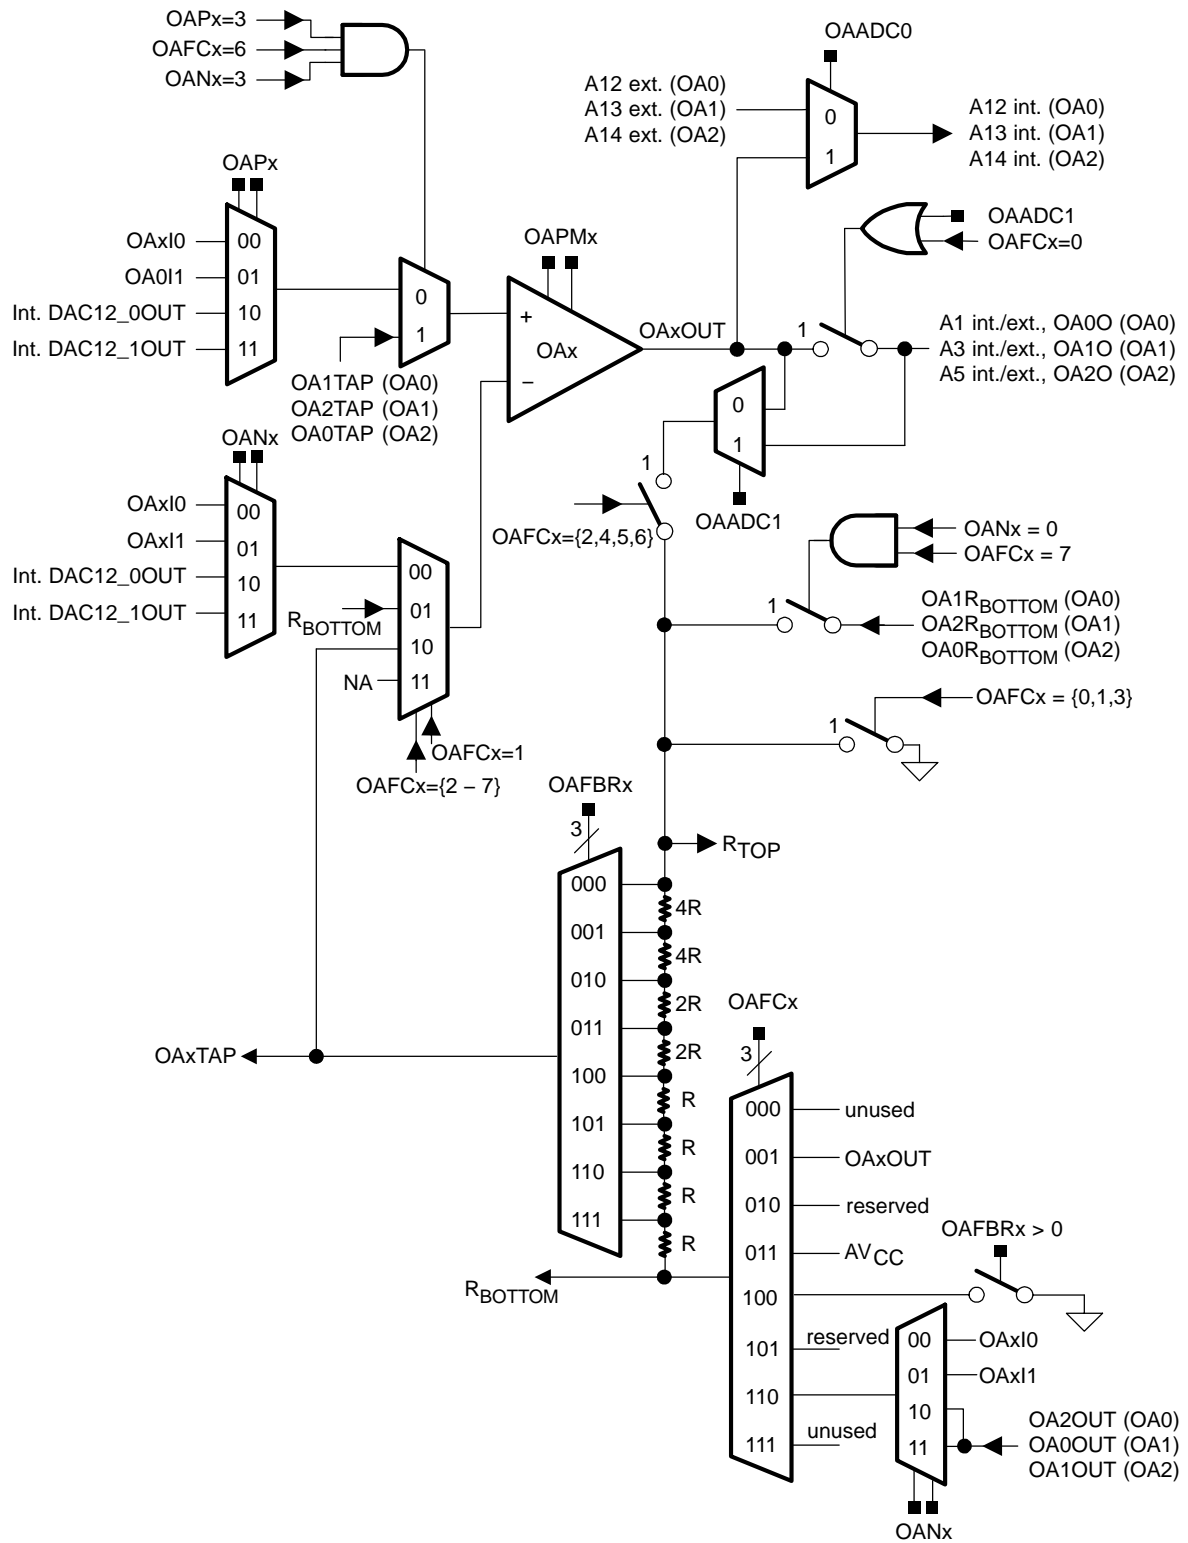 OAPx=3
OAFCx=6
OANx=3
OAADC0
A12 ext. (OA0)
A13 ext. (OA1)
A14 ext. (OA2)
0
1
A12 int. (OA0)
A13 int. (OA1)
A14 int. (OA2)
OAPx
OAxI0
OA0I1
Int. DAC12_0OUT
Int. DAC12_1OUT
00
01
10
11
0
1
OA1TAP (OA0)
OA2TAP (OA1)
OA0TAP (OA2)
OAPMx
+
OAx
−
OAxOUT
OAADC1
OAFCx=0
1
A1 int./ext., OA0O (OA0)
A3 int./ext., OA1O (OA1)
A5 int./ext., OA2O (OA2)
0
1
OAADC1
1
OAFCx={2,4,5,6}
OANx
OAxI0
OAxI1
Int. DAC12_0OUT
Int. DAC12_1OUT
00
01
10
11
RBOTTOM
NA
00
01
10
11
OAFCx=1
OAFCx={2 − 7}
OANx = 0
OAFCx = 7
1
OA1RBOTTOM (OA0)
OA2RBOTTOM (OA1)
OA0RBOTTOM (OA2)
OAFCx = {0,1,3}
1
OAFBRx
3
RTOP
000
001
010
011
100
101
110
111
4R
4R
2R
2R
R
R
R
R
OAxTAP
RBOTTOM
OAFCx
3
000
001
010
011
100
101
110
111
unused
OAxOUT
reserved
AVCC
OAFBRx > 0
reserved
unused
00
01
10
11
OAxI0
OAxI1
OA2OUT (OA0)
OA0OUT (OA1)
OA1OUT (OA2)
OANx